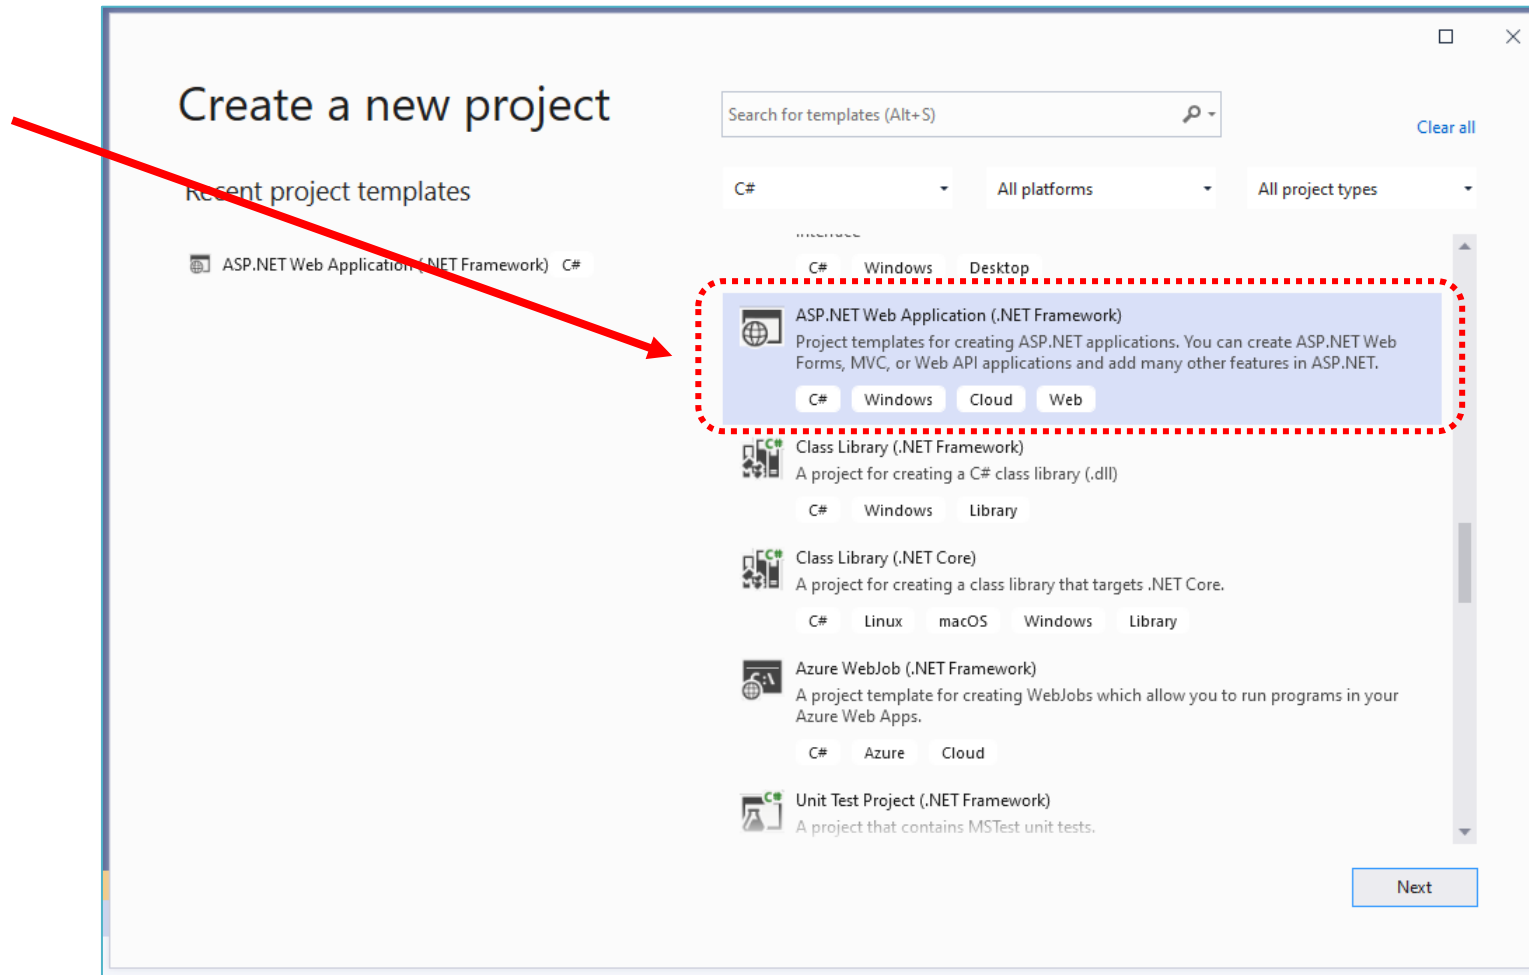 Create a new project
Search for templates (Alt+S)
Clear all
Recent project templates
C#
All platforms
All project types
ASP.NET Web Application (.NET Framework) C#
interface
C# Windows Desktop
ASP.NET Web Application (.NET Framework)
Project templates for creating ASP.NET applications. You can create ASP.NET Web
Forms, MVC, or Web API applications and add many other features in ASP.NET.
C# Windows Cloud Web
Class Library (.NET Framework)
A project for creating a C# class library (.dll)
C# Windows Library
Class Library (.NET Core)
A project for creating a class library that targets .NET Core.
C# Linux macOS Windows Library
Azure WebJob (.NET Framework)
A project template for creating WebJobs which allow you to run programs in your
Azure Web Apps.
C# Azure Cloud
Unit Test Project (.NET Framework)
A project that contains MSTest unit tests.
Next